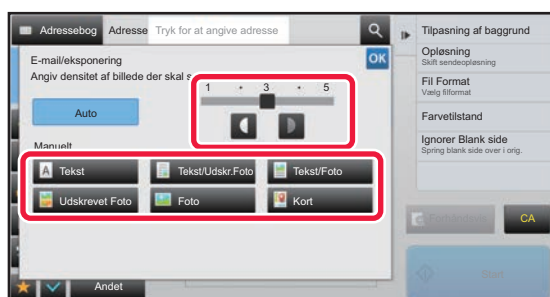 Adressebog Adresse Tryk for at angive adresse
E-mail/eksponering OK
Angiv densitet af billede der skal s
1 3 5
Auto
Manuelt
A Tekst Tekst/Udskr.Foto Tekst/Foto
Udskrevet Foto Foto Kort
Andet
Tilpasning af baggrund
Opløsning
Skift sendeopløsning
Fil Format
Vælg filformat
Farvetilstand
Ignorer Blank side
Spring blank side over i orig.
CA
Start